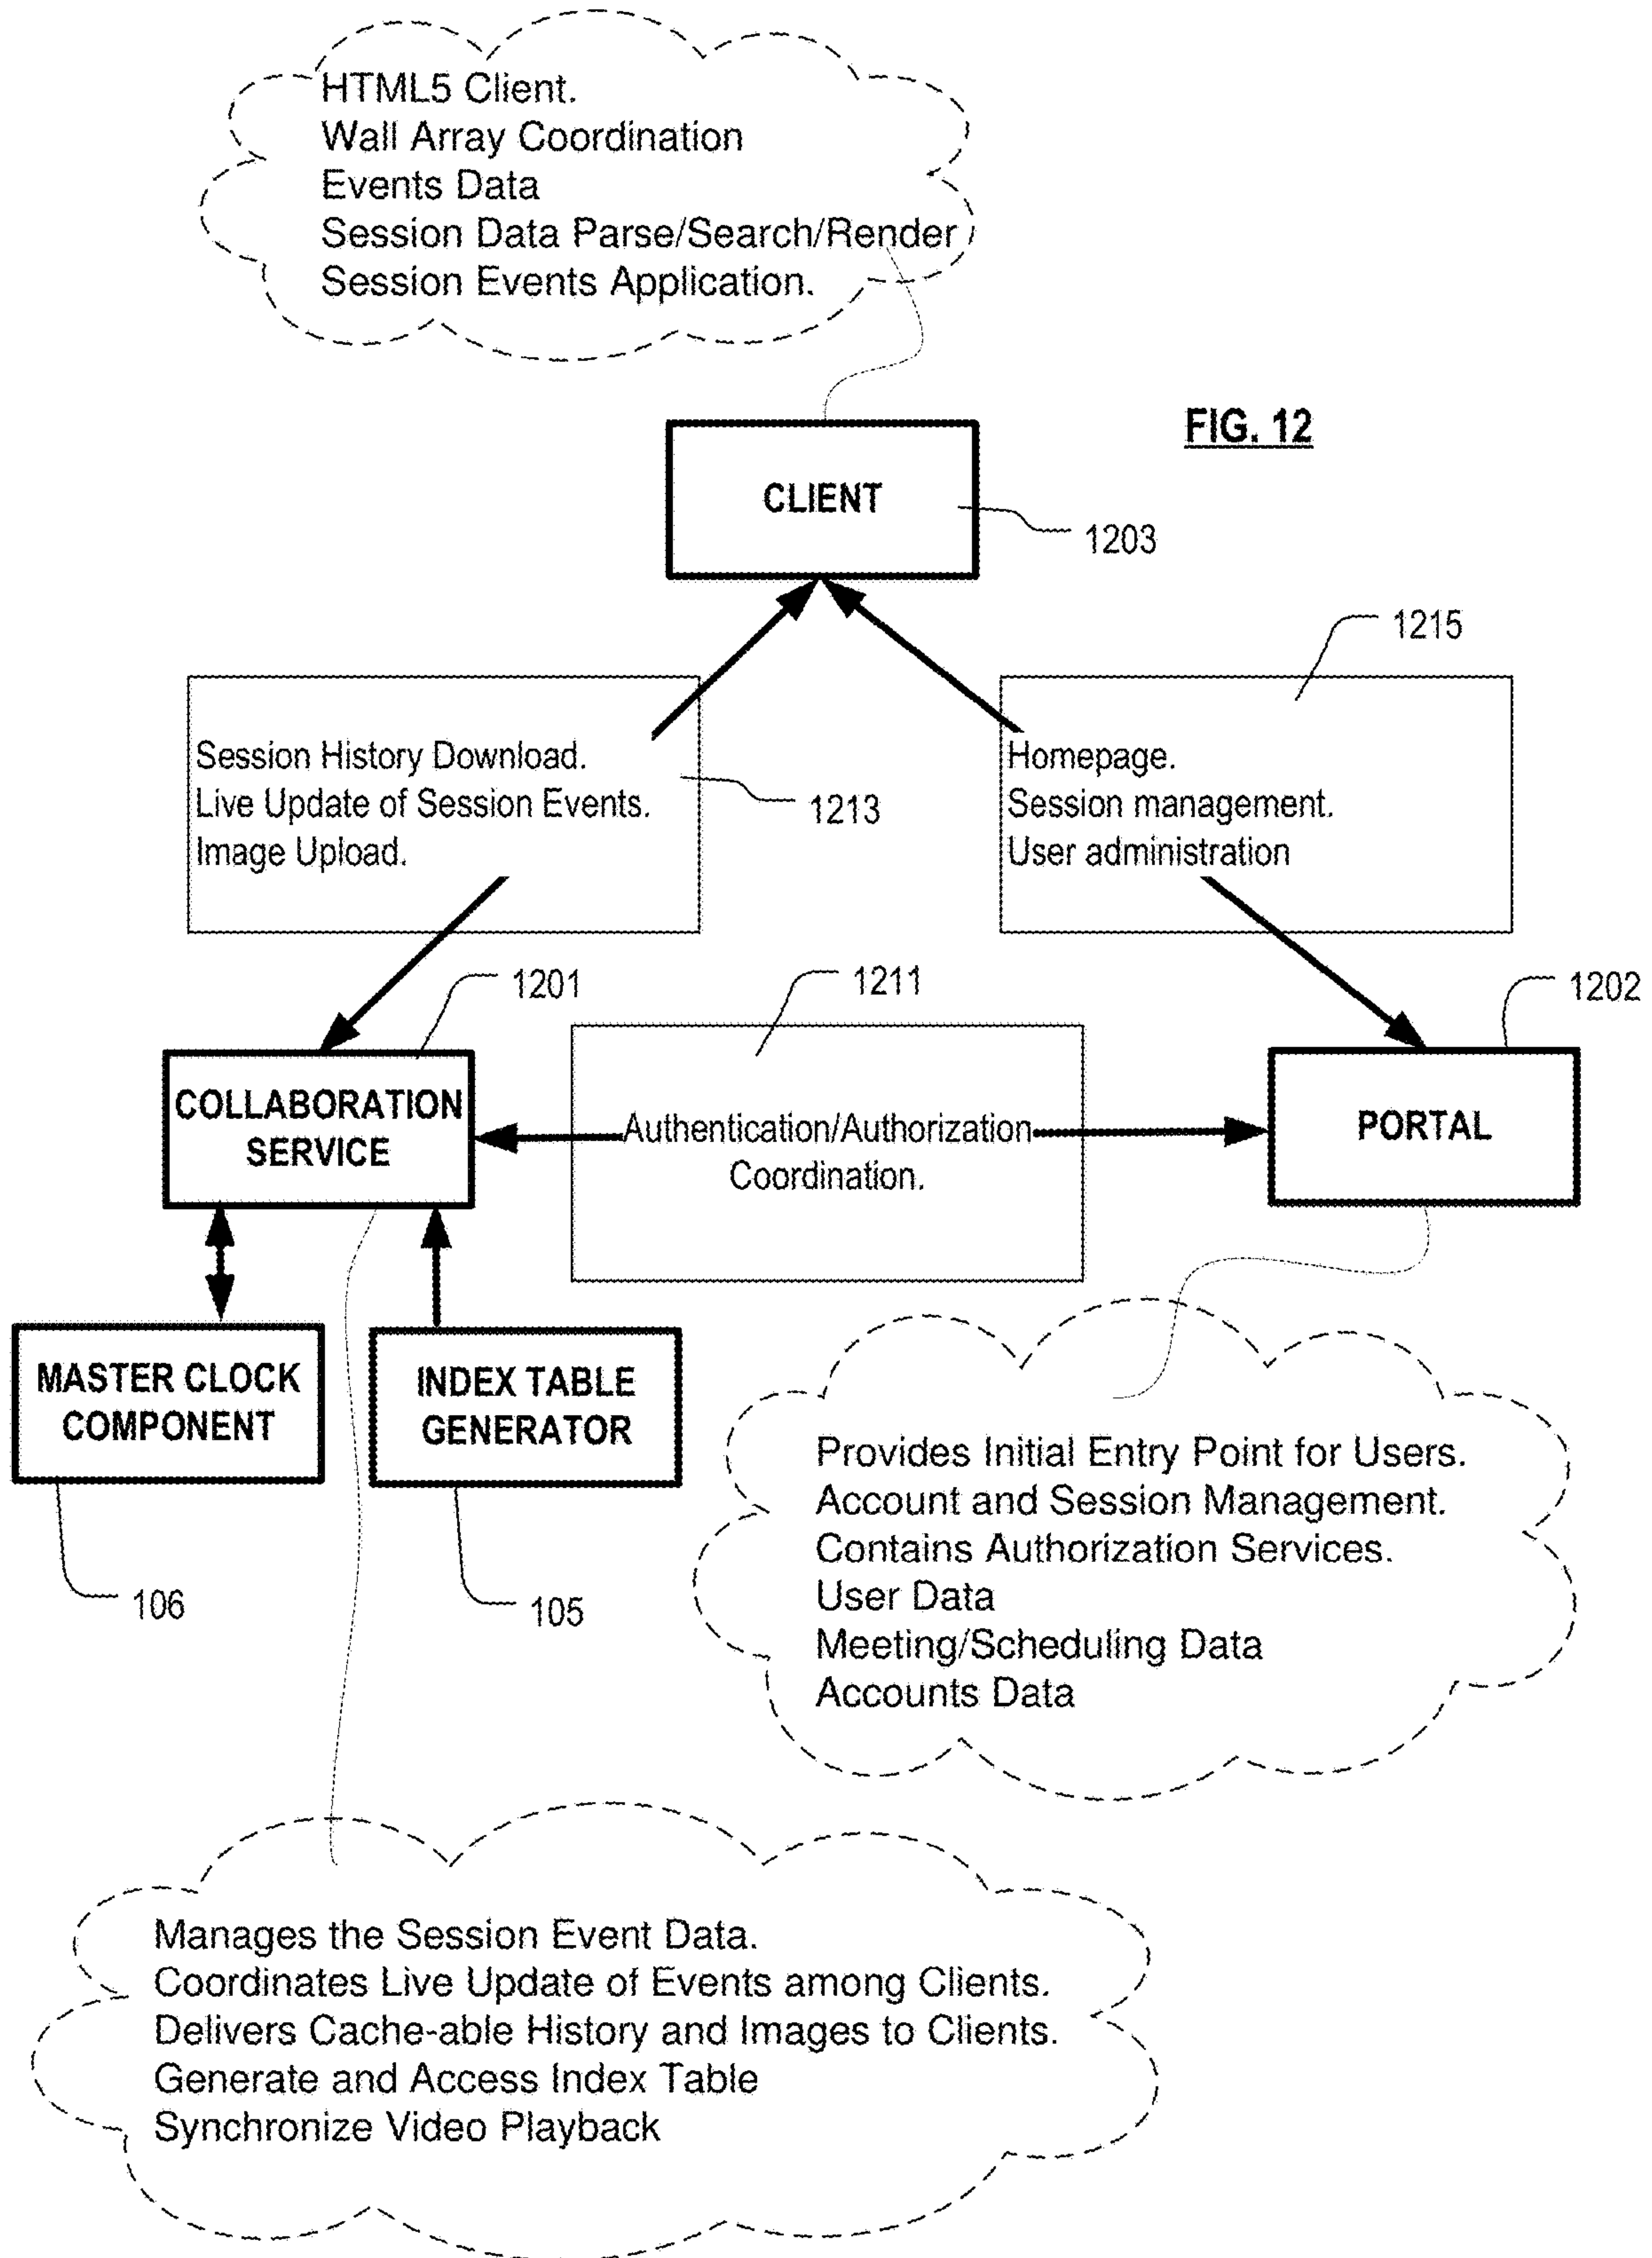 HTML5 Client.
Wall Array Coordination
Events Data
Session Data Parse/Search/Render
Session Events Application.
FIG. 12
CLIENT
1203
1215
Session History Download.
Live Update of Session Events.
Image Upload.
1213
Homepage.
Session management.
User administration
1201
1211
1202
COLLABORATION
SERVICE
Authentication/Authorization
Coordination.
PORTAL
MASTER CLOCK
COMPONENT
INDEX TABLE
GENERATOR
106
105
Provides Initial Entry Point for Users.
Account and Session Management.
Contains Authorization Services.
User Data
Meeting/Scheduling Data
Accounts Data
Manages the Session Event Data.
Coordinates Live Update of Events among Clients.
Delivers Cache-able History and Images to Clients.
Generate and Access Index Table
Synchronize Video Playback